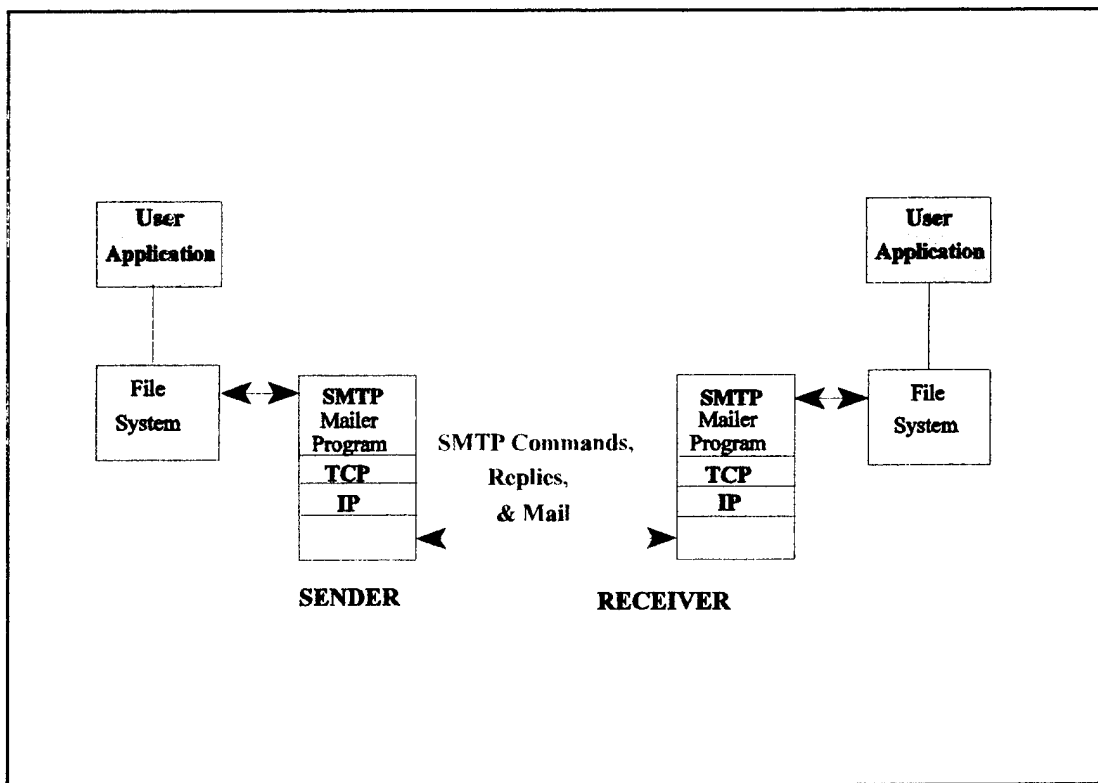 User
Application
User
Application
File
System
SMTP
Mailer
Program
TCP
IP
SMTP Commands,
Replies,
& Mail
SMTP
Mailer
Program
TCP
IP
File
System
SENDER
RECEIVER